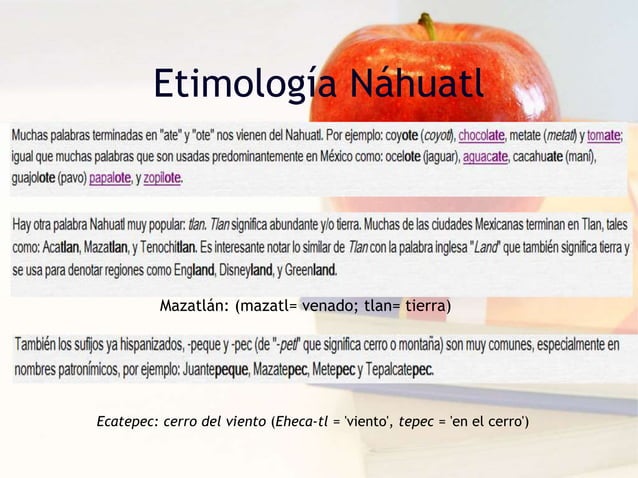 Etimología Náhuatl
Muchas palabras terminadas en "ate" y "ote" nos vienen del Nahuatl. Por ejemplo: coyote (coyotl), chocolate, metate (metatl) y tomate;
igual que muchas palabras que son usadas predominantemente en México como: ocelote (jaguar), aguacate, cacahuate (maní),
guajolote (pavo) papalote, y zopilote.
Hay otra palabra Nahuatl muy popular: tlan. Tlan significa abundante y/o tierra. Muchas de las ciudades Mexicanas terminan en Tlan, tales
como: Acatlan, Mazatlan, y Tenochitlan. Es interesante notar lo similar de Tlan con la palabra inglesa "Land" que también significa tierra y
se usa para denotar regiones como England, Disneyland, y Greenland.
Mazatlán: (mazatl= venado; tlan= tierra)
También los sufijos ya hispanizados, -peque y -pec (de "-petl" que significa cerro o montaña) son muy comunes, especialmente en
nombres patronímicos, por ejemplo: Juantepeque, Mazatepec, Metepec y Tepalcatepec.
Ecatepec: cerro del viento (Eheca-tl = 'viento', tepec = 'en el cerro')